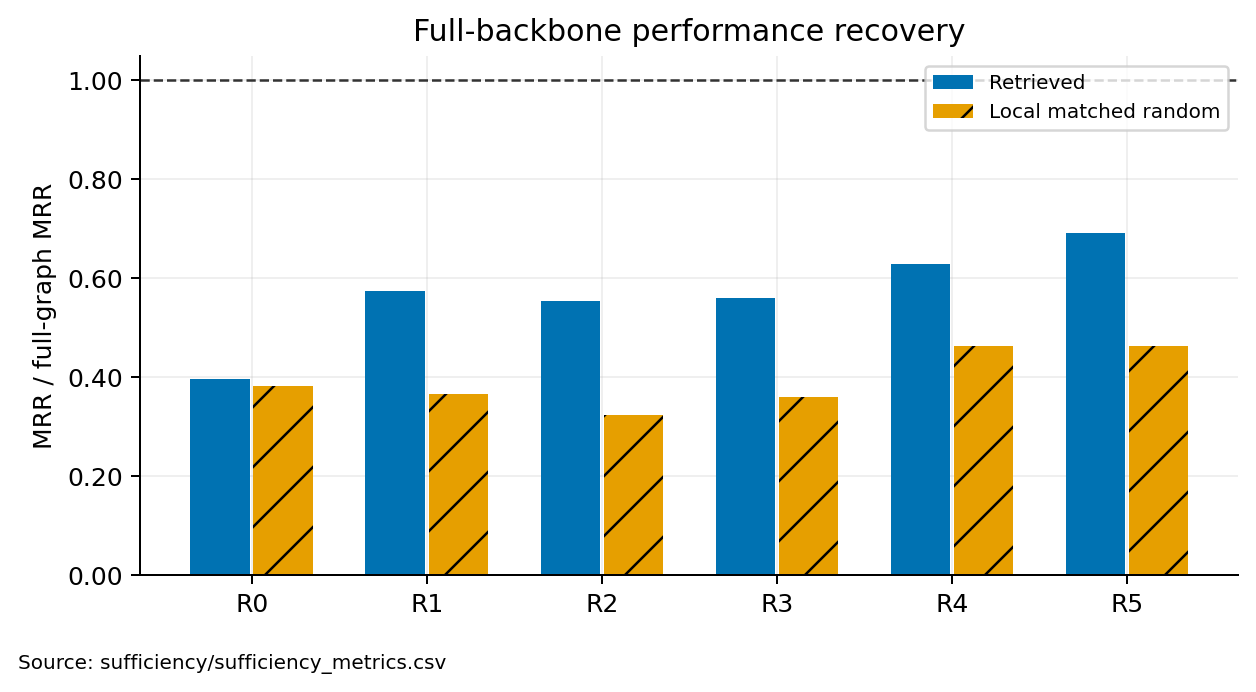 Full-backbone performance recovery
Retrieved
Local matched random
MRR / full-graph MRR
1.00
0.80
0.60
0.40
0.20
0.00
R0 R1 R2 R3 R4 R5
Source: sufficiency/sufficiency_metrics.csv